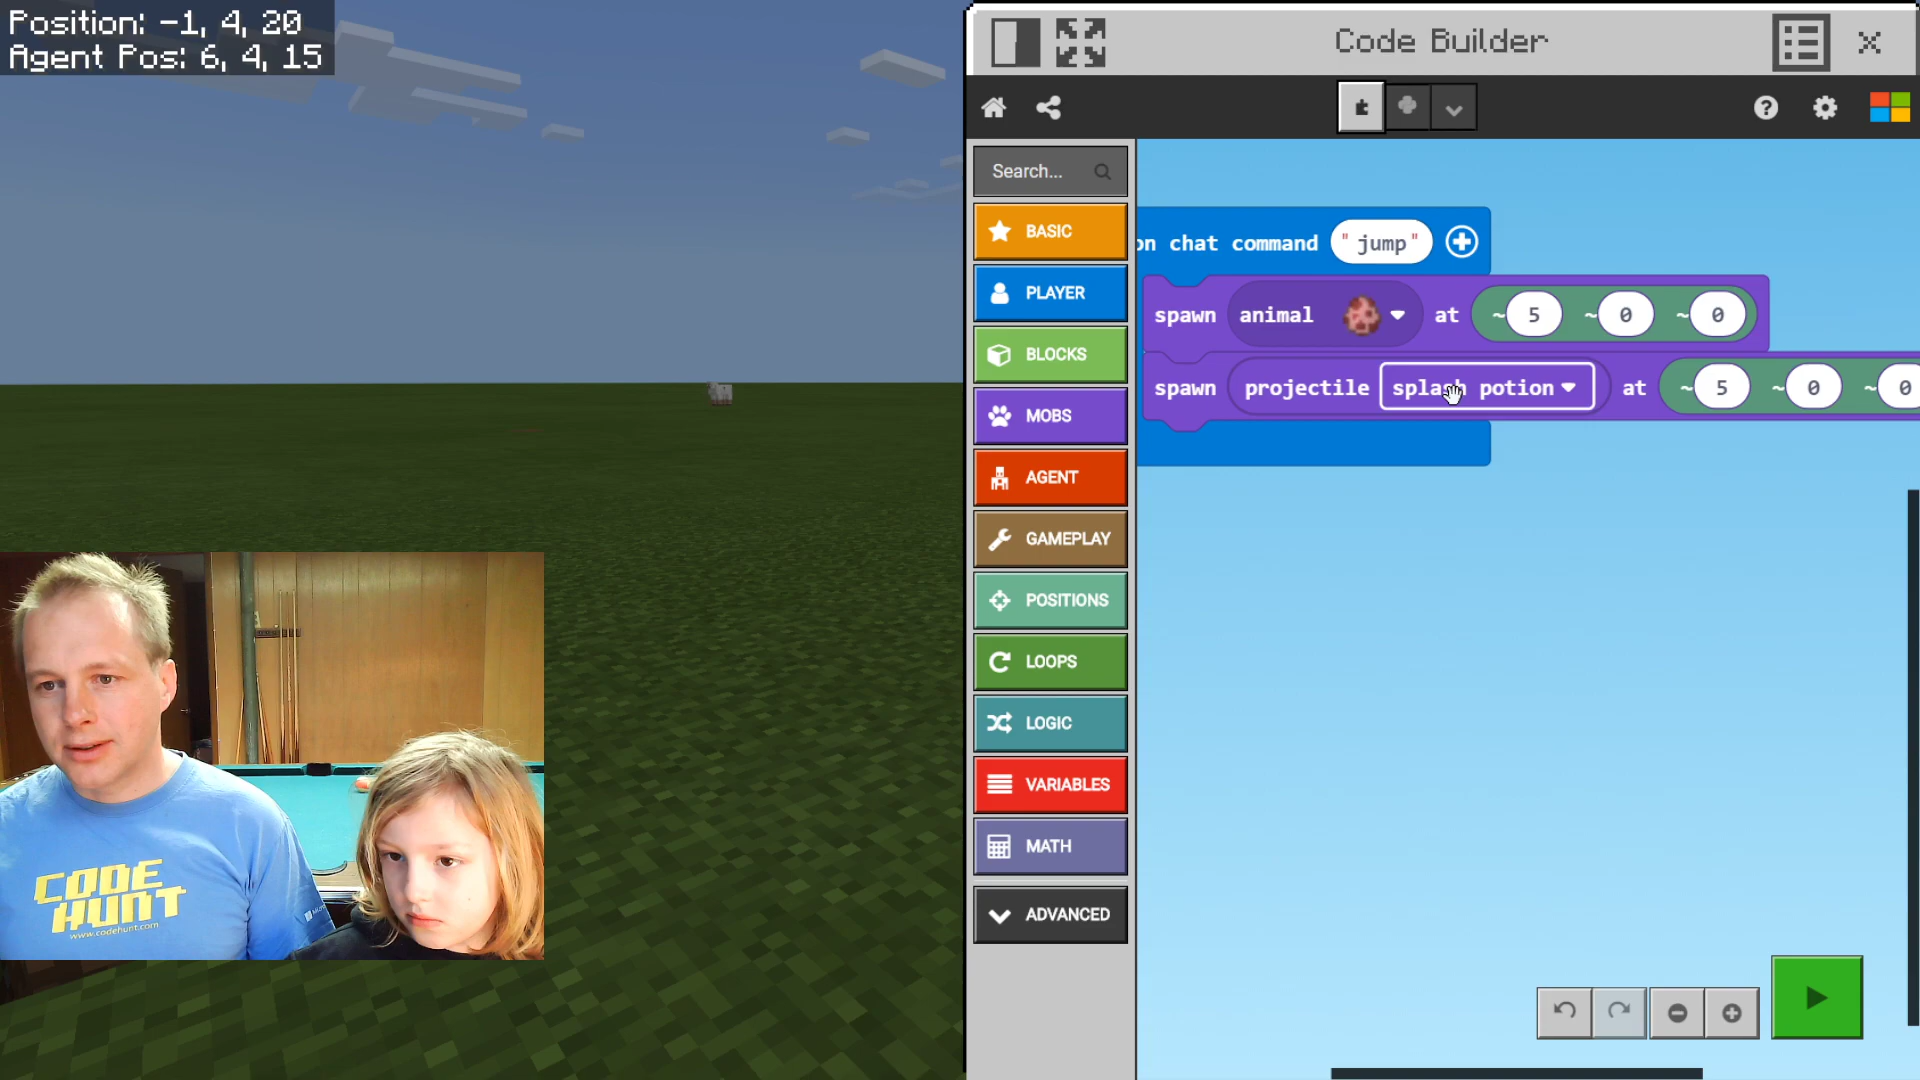 Position: -1, 4, 20
Agent Pos: 6, 4, 15
Code Builder
Search...
BASIC
PLAYER
BLOCKS
MOBS
AGENT
GAMEPLAY
POSITIONS
LOOPS
LOGIC
VARIABLES
MATH
ADVANCED
on chat command "jump"
spawn animal at ~5 ~0 ~0
spawn projectile splash potion at ~5 ~0 ~0
CODE
HUNT
www.codehunt.com